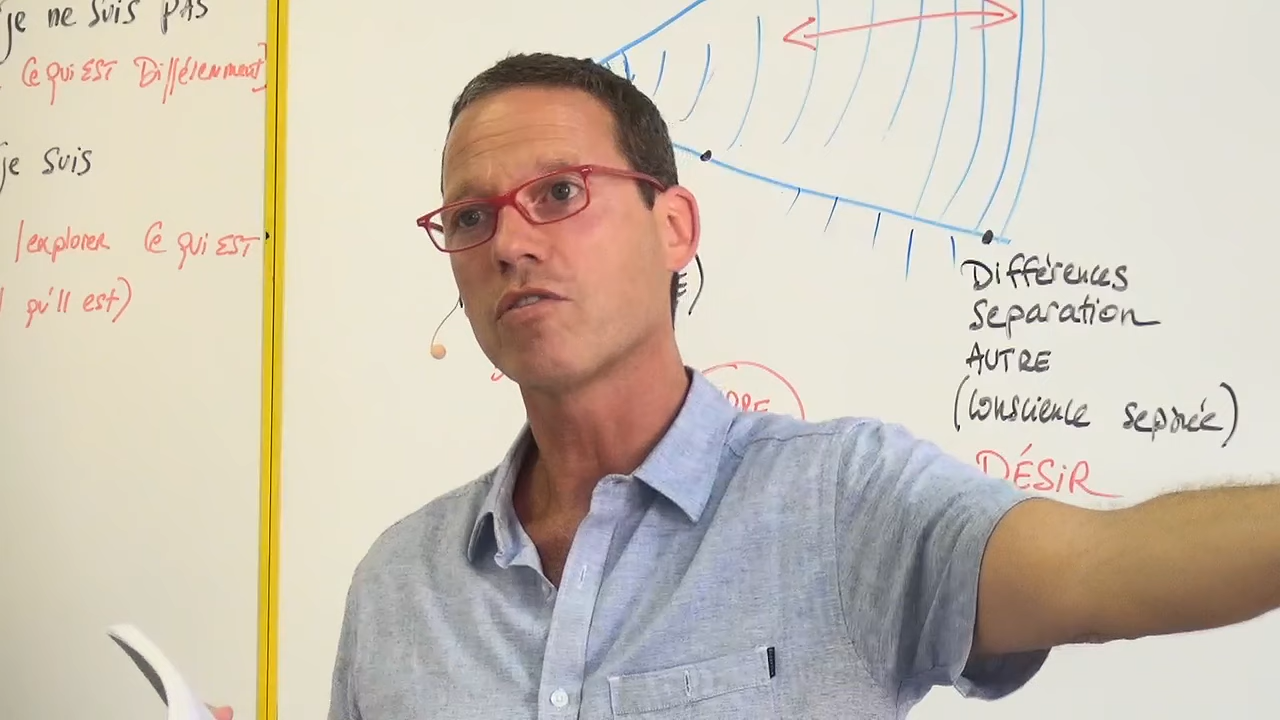 je ne suis pas
Ce qui EST Différemment]
je suis
/explorer Ce qui EST
qu'il est)
Différences
Separation
AUTRE
(Conscience séparée)
DÉSIR